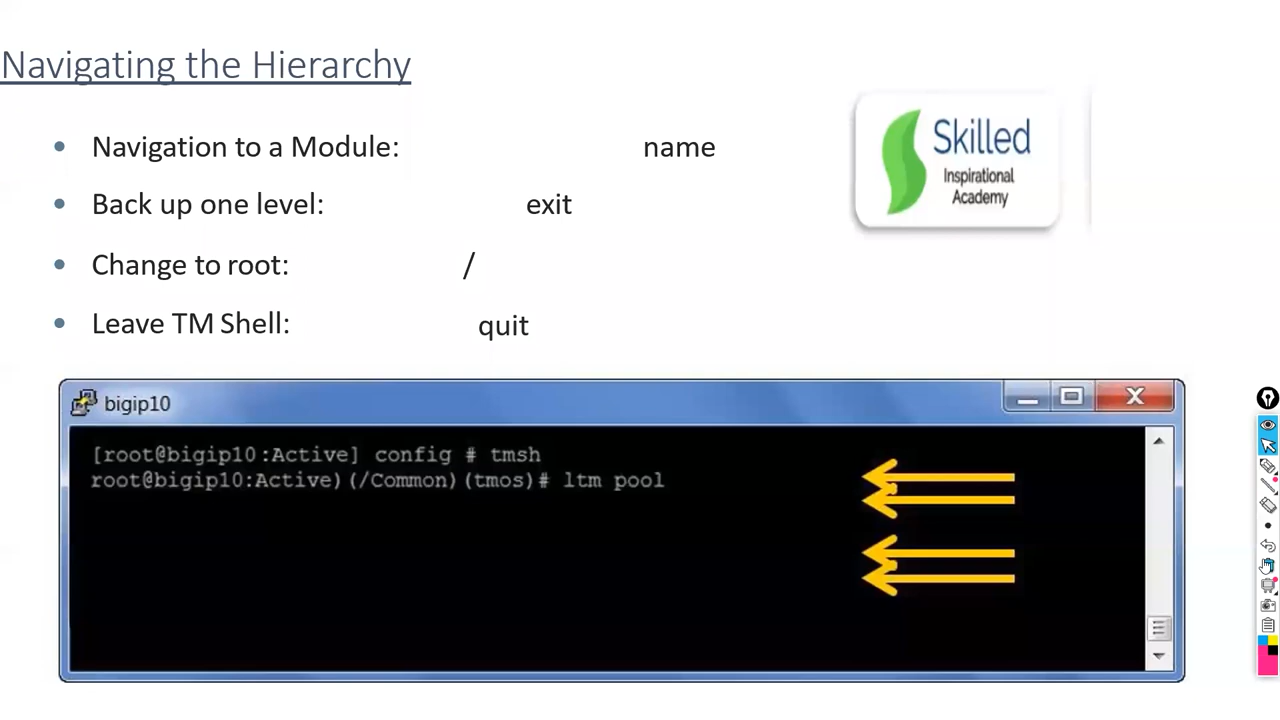 Navigating the Hierarchy
• Navigation to a Module: name
• Back up one level: exit
• Change to root: /
• Leave TM Shell: quit
Skilled
Inspirational
Academy
bigip10
[root@bigip10:Active] config # tmsh
root@bigip10:Active)(/Common)(tmos)# ltm pool